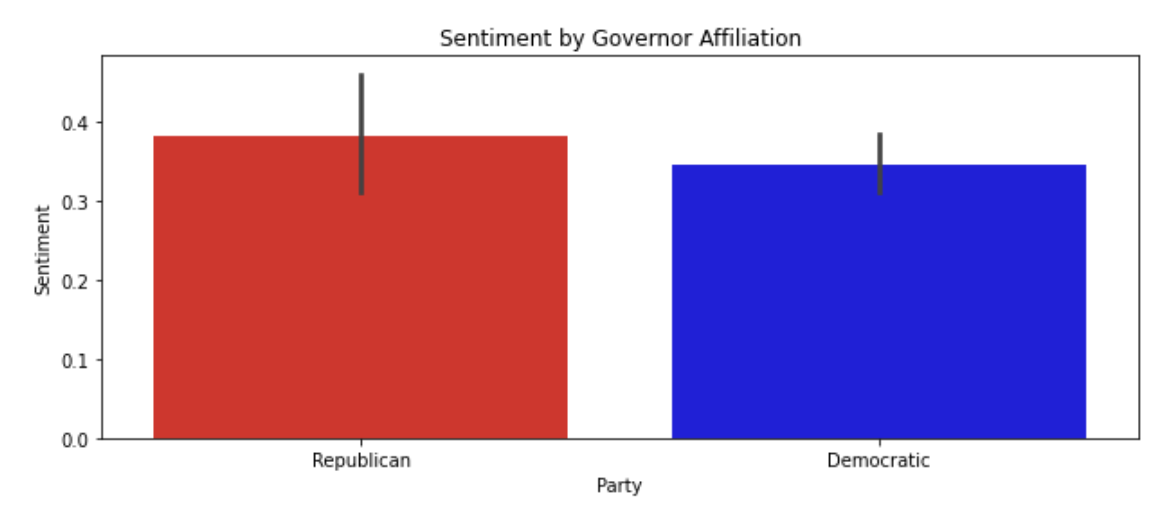 Sentiment by Governor Affiliation
Sentiment
0.4
0.3
0.2
0.1
0.0
Republican Democratic
Party